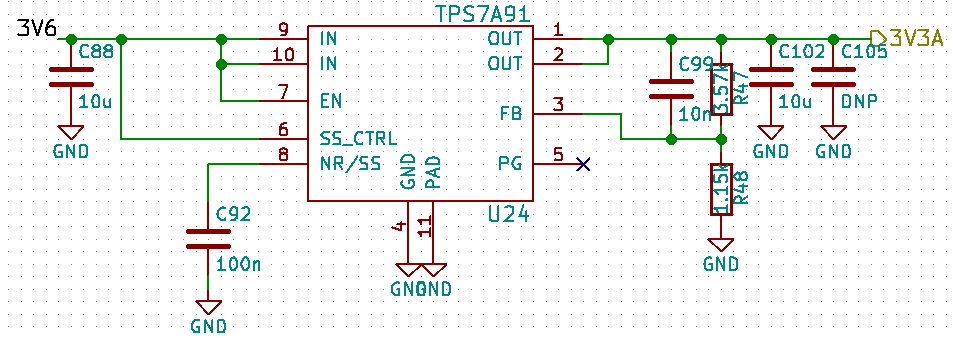 TPS7A91
3V6
9 IN
OUT 1
3V3A
C88
10 IN
OUT 2
C99
3.57k
R47
C102
C105
10u
7 EN
FB 3
10n
10u
DNP
GND
6 SS_CTRL
GND
GND
8 NR/SS
GND
PAD
PG 5
1.15k
R48
C92
4
11
U24
100n
GND
GND
GND
GND